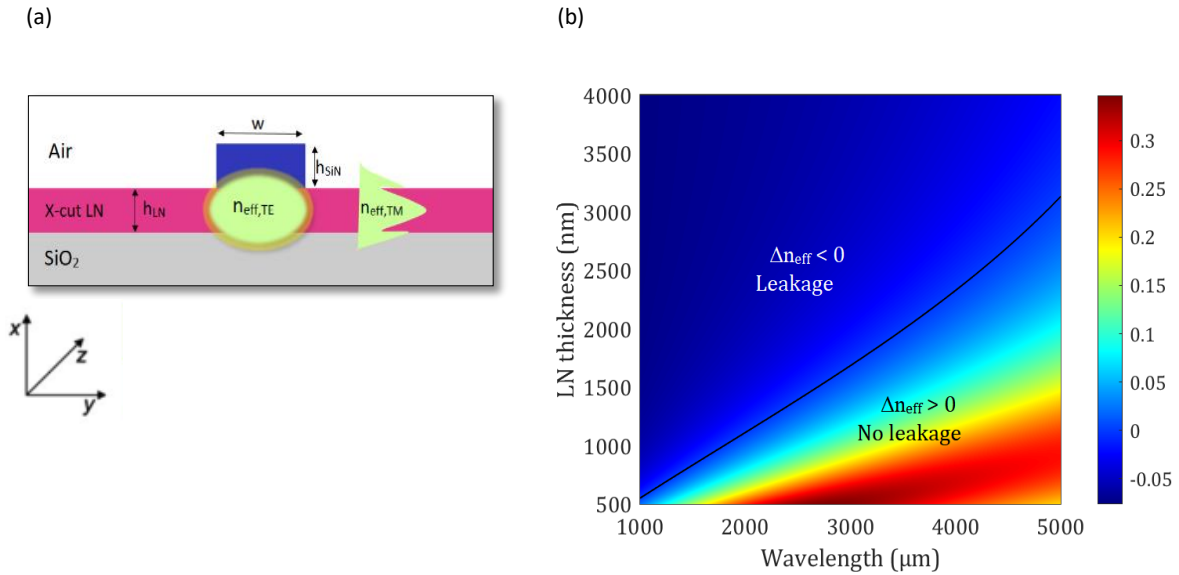 (a)
(b)
w
Air
hSiN
X-cut LN
hLN
neff,TE
neff,TM
SiO2
x
z
y
LN thickness (nm)
4000
3500
3000
2500
2000
1500
1000
500
Δneff < 0
Leakage
Δneff > 0
No leakage
1000 2000 3000 4000 5000
Wavelength (μm)
0.3
0.25
0.2
0.15
0.1
0.05
0
-0.05